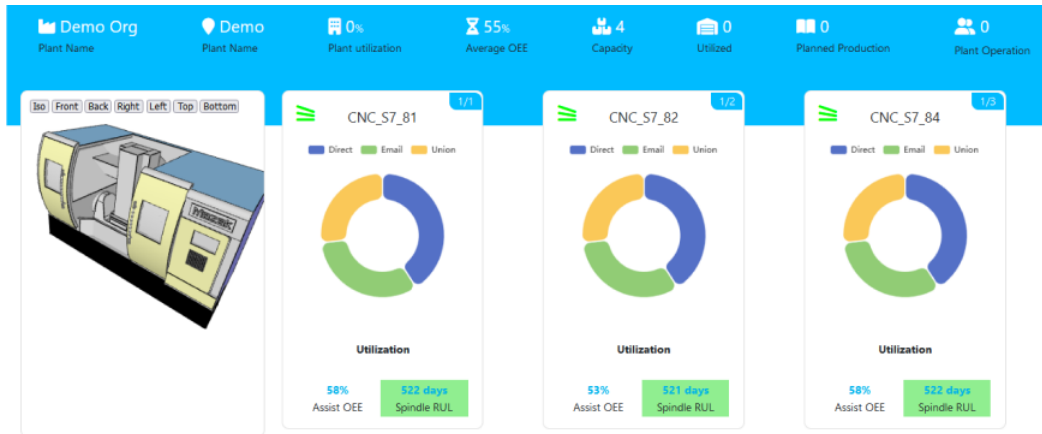 Demo Org
Plant Name
Demo
Plant Name
0%
Plant utilization
55%
Average OEE
4
Capacity
0
Utilized
0
Planned Production
0
Plant Operation
Iso Front Back Right Left Top Bottom
1/1
CNC_S7_81
Direct Email Union
Utilization
58%
Assist OEE
522 days
Spindle RUL
1/2
CNC_S7_82
Direct Email Union
Utilization
53%
Assist OEE
521 days
Spindle RUL
1/3
CNC_S7_84
Direct Email Union
Utilization
58%
Assist OEE
522 days
Spindle RUL